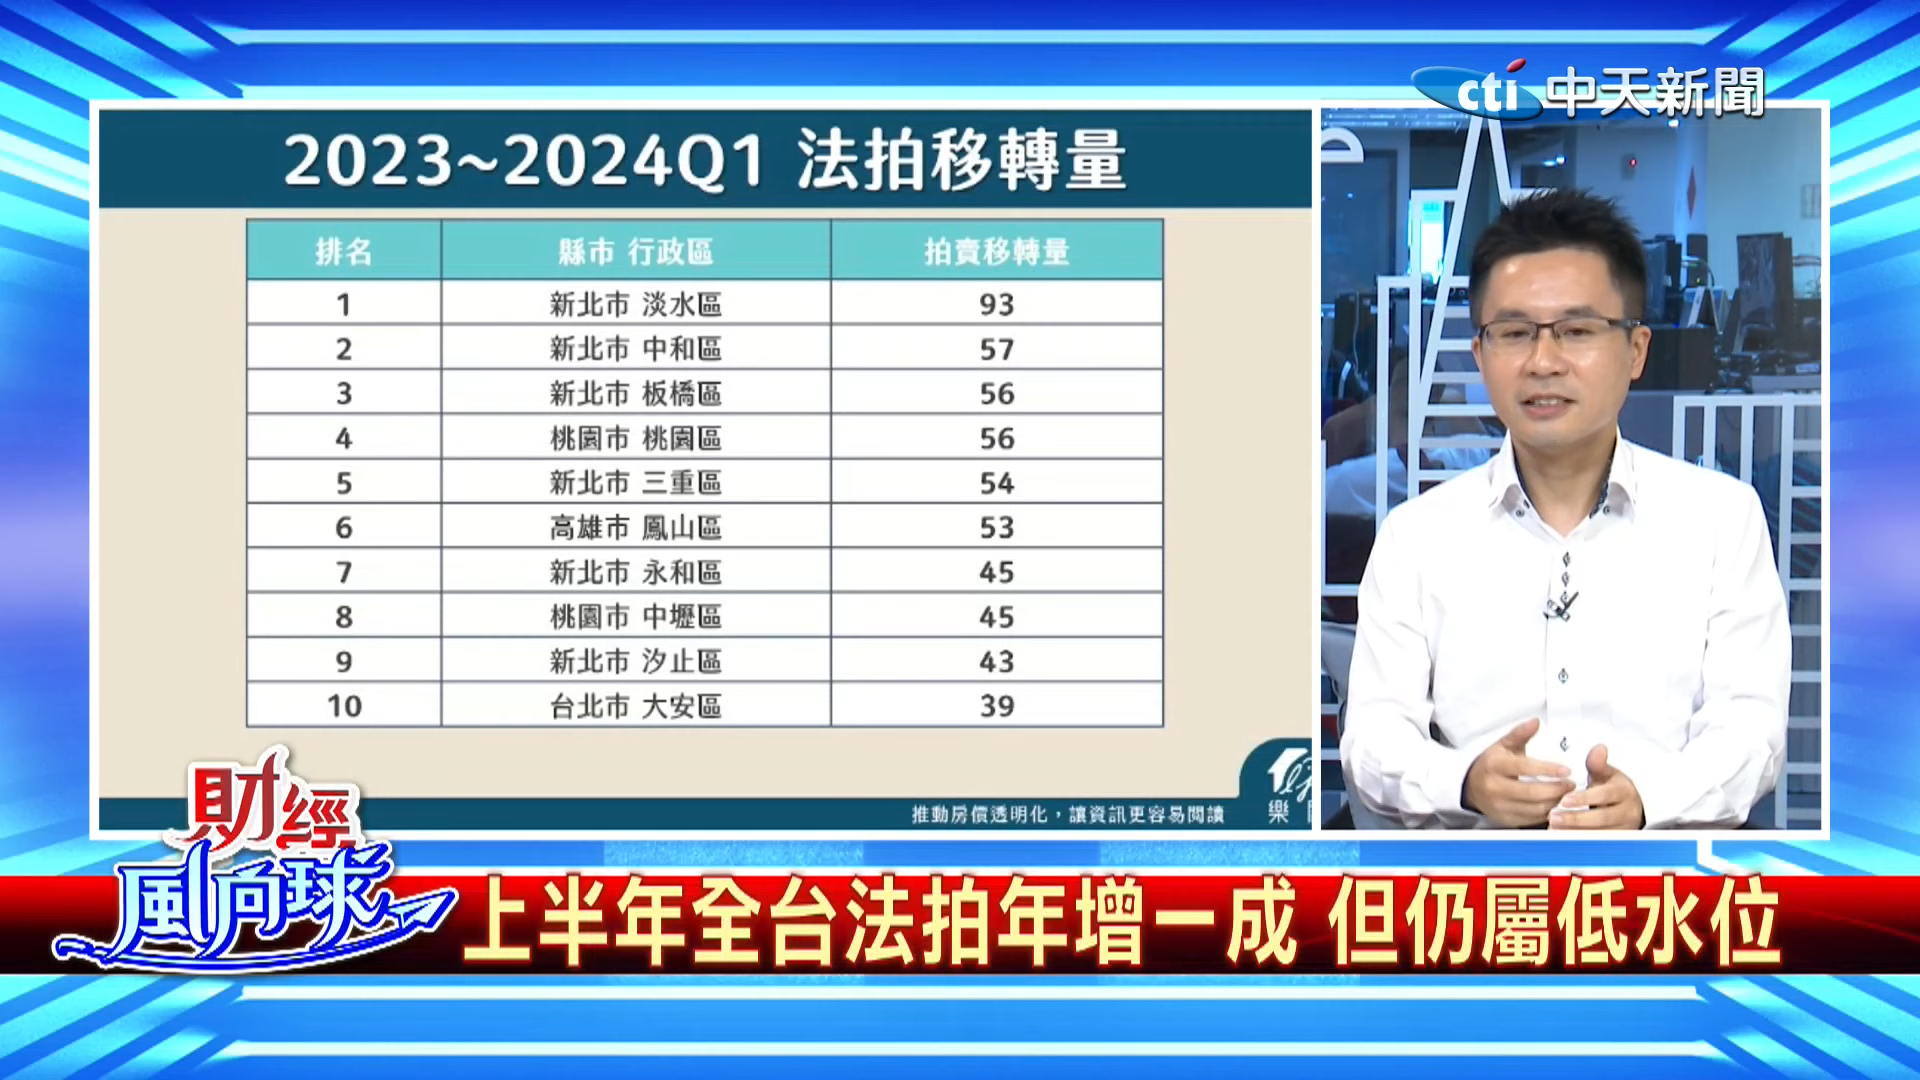 cti 中天新聞
2023~2024Q1 法拍移轉量
排名 縣市 行政區 拍賣移轉量
1 新北市 淡水區 93
2 新北市 中和區 57
3 新北市 板橋區 56
4 桃園市 桃園區 56
5 新北市 三重區 54
6 高雄市 鳳山區 53
7 新北市 永和區 45
8 桃園市 中壢區 45
9 新北市 汐止區 43
10 台北市 大安區 39
推動房價透明化，讓資訊更容易閱讀
樂
財經
風向球
上半年全台法拍年增一成 但仍屬低水位